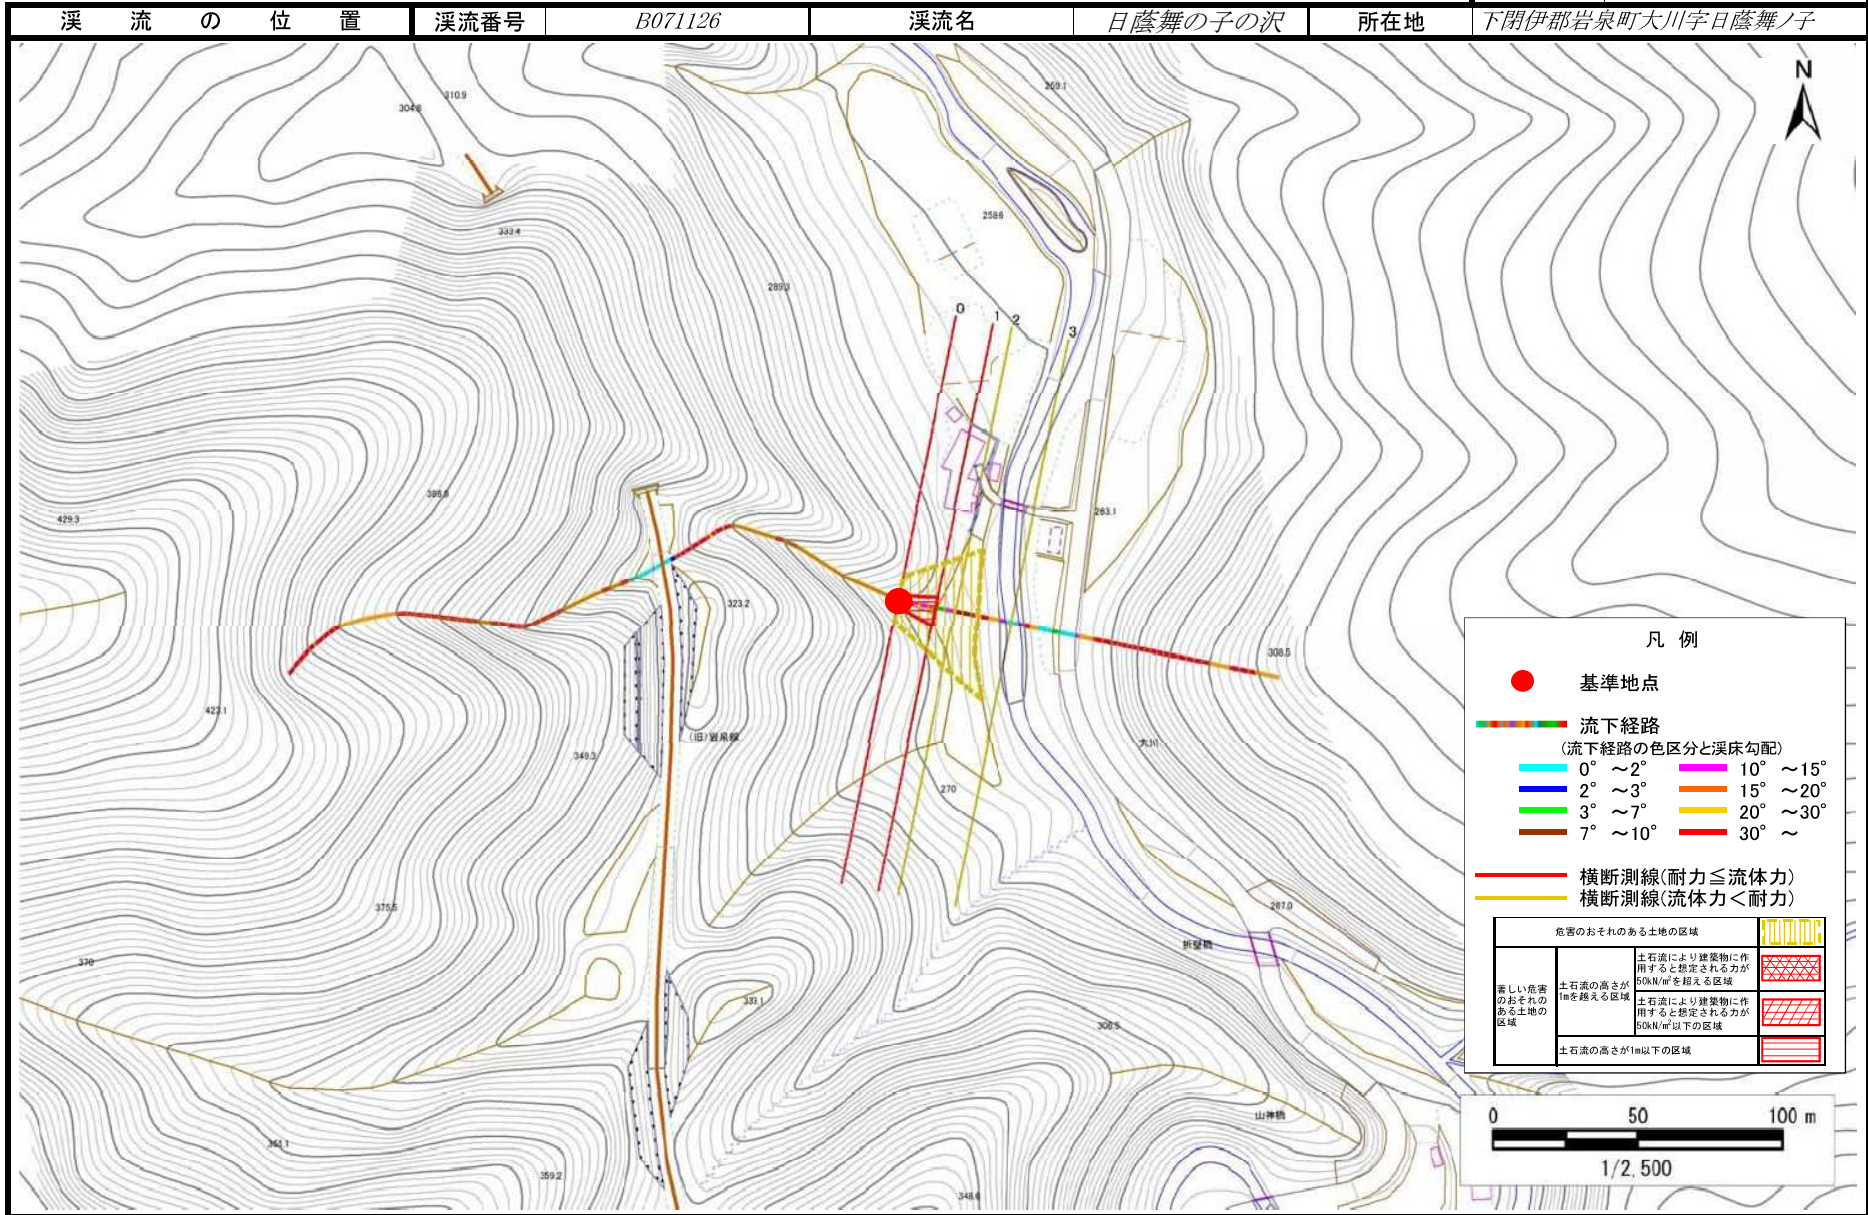 溪流の位置 溪流番号 B071126 溪流名 日蔭舞の子の沢 所在地 下閉伊郡岩泉町大川字日蔭舞ノ子
N
259.1
310.9
304.8
258.6
333.4
289.3
0 1 2 3
386.9
429.3
263.1
323.2
308.5
423.1
(旧)岩泉線
349.3
大川
270
375.5
267.0
折壁橋
370
333.1
306.5
山神橋
351.1
359.2
348.6
凡 例
基準地点
流下経路
(流下経路の色区分と渓床勾配)
0° ～2° 10° ～15°
2° ～3° 15° ～20°
3° ～7° 20° ～30°
7° ～10° 30° ～
横断測線(耐力≦流体力)
横断測線(流体力＜耐力)
危害のおそれのある土地の区域
著しい危害のおそれのある土地の区域
土石流の高さが1mを越える区域
土石流により建築物に作用すると想定される力が50kN/m²を超える区域
土石流により建築物に作用すると想定される力が50kN/m²以下の区域
土石流の高さが1m以下の区域
0 50 100 m
1/2,500